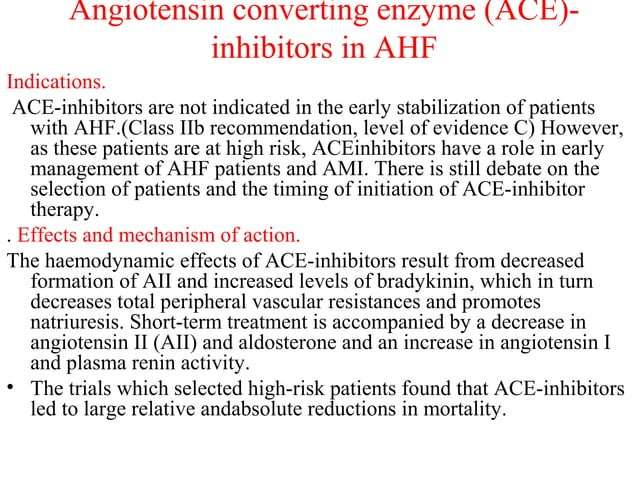 Angiotensin converting enzyme (ACE)-
inhibitors in AHF
Indications.
ACE-inhibitors are not indicated in the early stabilization of patients
with AHF.(Class IIb recommendation, level of evidence C) However,
as these patients are at high risk, ACEinhibitors have a role in early
management of AHF patients and AMI. There is still debate on the
selection of patients and the timing of initiation of ACE-inhibitor
therapy.
. Effects and mechanism of action.
The haemodynamic effects of ACE-inhibitors result from decreased
formation of AII and increased levels of bradykinin, which in turn
decreases total peripheral vascular resistances and promotes
natriuresis. Short-term treatment is accompanied by a decrease in
angiotensin II (AII) and aldosterone and an increase in angiotensin I
and plasma renin activity.
• The trials which selected high-risk patients found that ACE-inhibitors
led to large relative andabsolute reductions in mortality.